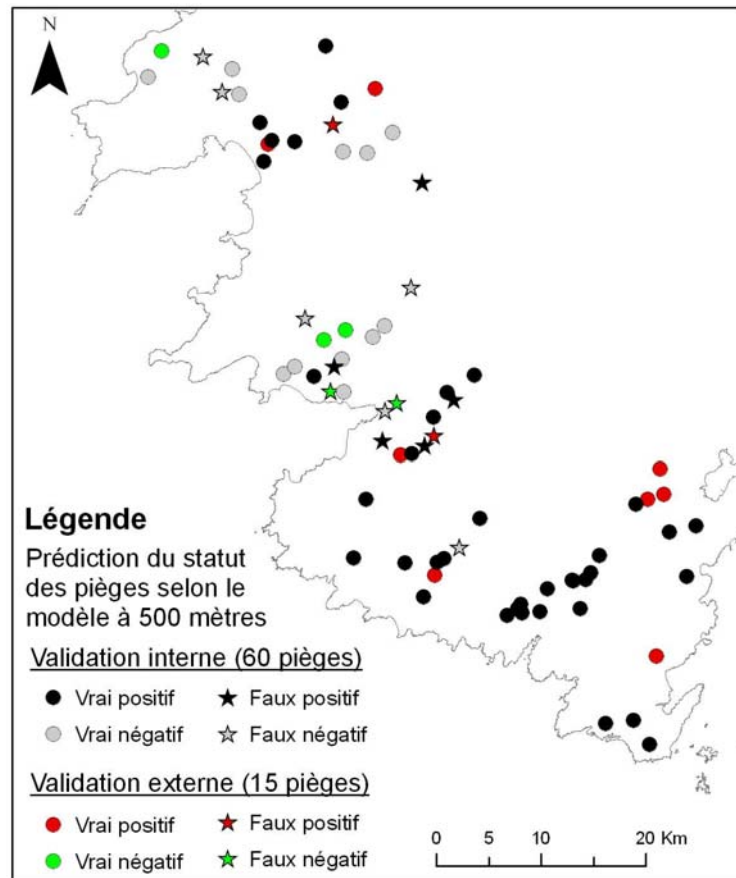 N
Légende
Prédiction du statut
des pièges selon le
modèle à 500 mètres
Validation interne (60 pièges)
Vrai positif Faux positif
Vrai négatif Faux négatif
Validation externe (15 pièges)
Vrai positif Faux positif
Vrai négatif Faux négatif
0 5 10 20 Km